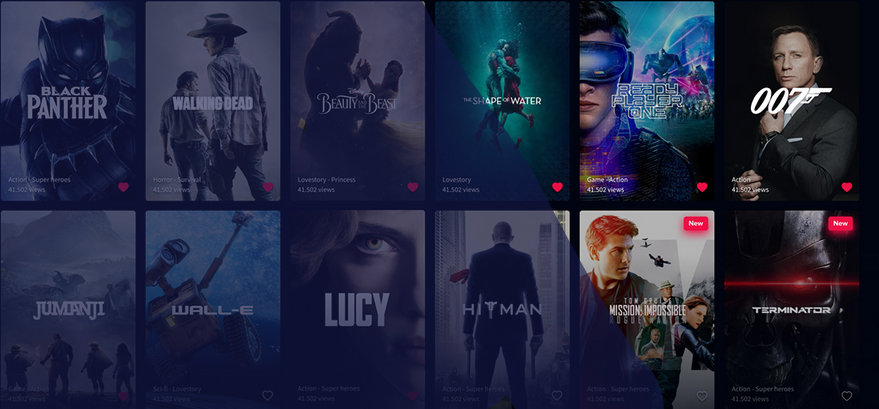 BLACK
PANTHER
Action - Super heroes
41.502 views
THE WALKING DEAD
Horror - Survival
41.502 views
Disney
BEAUTY AND THE BEAST
Lovestory - Princess
41.502 views
THE SHAPE OF WATER
Lovestory
41.502 views
READY
PLAYER
ONE
Game - Action
41.502 views
007
Action
41.502 views
JUMANJI
41.502 views
WALL-E
Sci-fi - Lovestory
41.502 views
LUCY
Action - Super heroes
41.502 views
HITMAN
Action - Super heroes
41.502 views
New
TOM CRUISE
MISSION: IMPOSSIBLE
New
TERMINATOR
Action - Super heroes
41.502 views